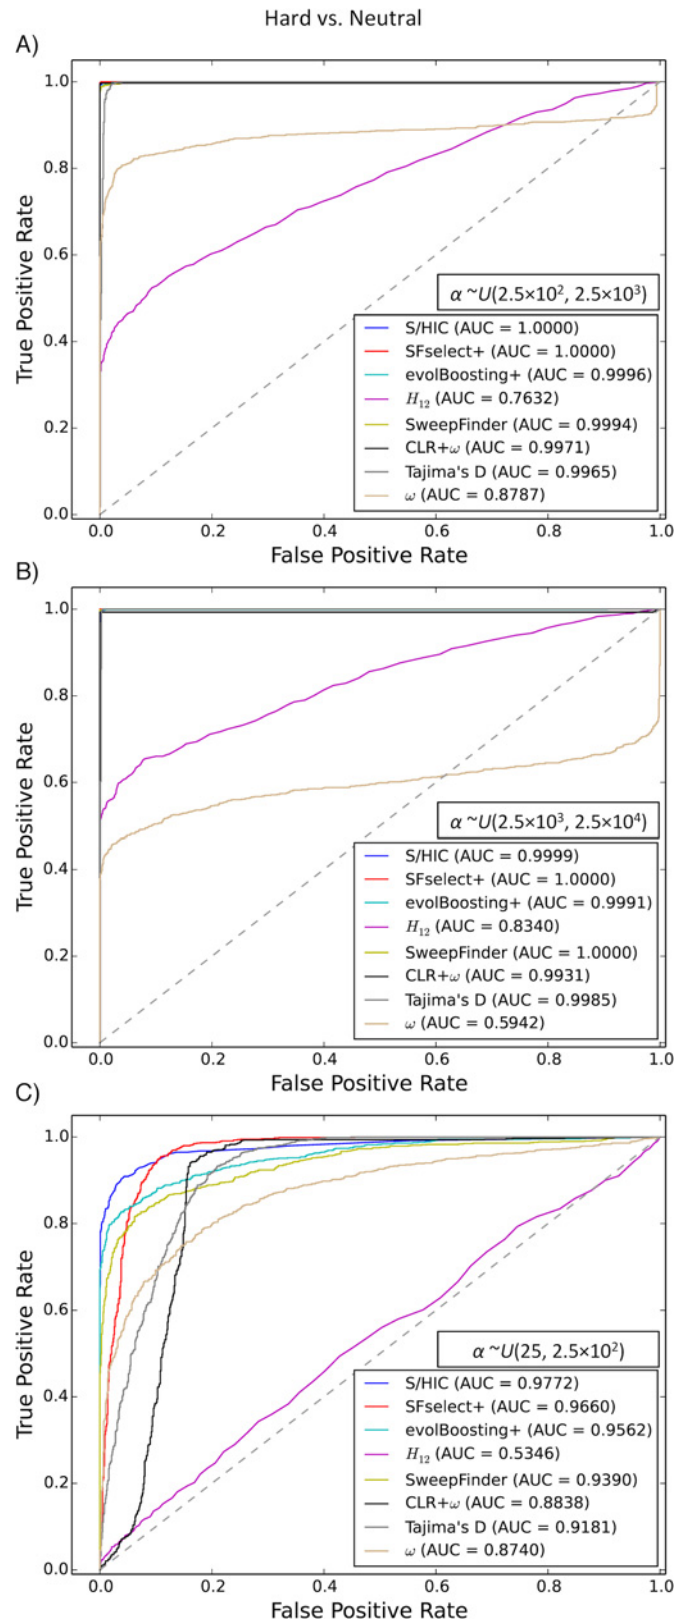 Hard vs. Neutral
A)
1.0
0.8
0.6
0.4
0.2
0.0
True Positive Rate
α ~U(2.5×10², 2.5×10³)
S/HIC (AUC = 1.0000)
SFselect+ (AUC = 1.0000)
evolBoosting+ (AUC = 0.9996)
H₁₂ (AUC = 0.7632)
SweepFinder (AUC = 0.9994)
CLR+ω (AUC = 0.9971)
Tajima's D (AUC = 0.9965)
ω (AUC = 0.8787)
0.0 0.2 0.4 0.6 0.8 1.0
False Positive Rate
B)
1.0
0.8
0.6
0.4
0.2
0.0
True Positive Rate
α ~U(2.5×10³, 2.5×10⁴)
S/HIC (AUC = 0.9999)
SFselect+ (AUC = 1.0000)
evolBoosting+ (AUC = 0.9991)
H₁₂ (AUC = 0.8340)
SweepFinder (AUC = 1.0000)
CLR+ω (AUC = 0.9931)
Tajima's D (AUC = 0.9985)
ω (AUC = 0.5942)
0.0 0.2 0.4 0.6 0.8 1.0
False Positive Rate
C)
1.0
0.8
0.6
0.4
0.2
0.0
True Positive Rate
α ~U(25, 2.5×10²)
S/HIC (AUC = 0.9772)
SFselect+ (AUC = 0.9660)
evolBoosting+ (AUC = 0.9562)
H₁₂ (AUC = 0.5346)
SweepFinder (AUC = 0.9390)
CLR+ω (AUC = 0.8838)
Tajima's D (AUC = 0.9181)
ω (AUC = 0.8740)
0.0 0.2 0.4 0.6 0.8 1.0
False Positive Rate